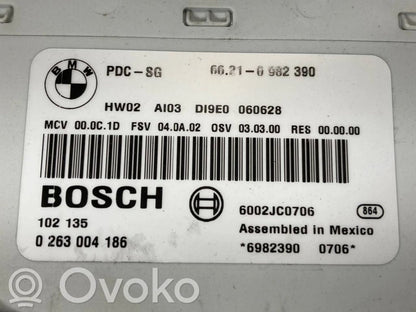 BMW
PDC-SG 66.21-6 982 390
HW02 AI03 DI9E0 060628
MCV 00.0C.1D FSV 04.0A.02 OSV 03.03.00 RES 00.00.00
BOSCH
102 135
0 263 004 186
6002JC0706 864
Assembled in Mexico
*6982390 0706*
Ovoko